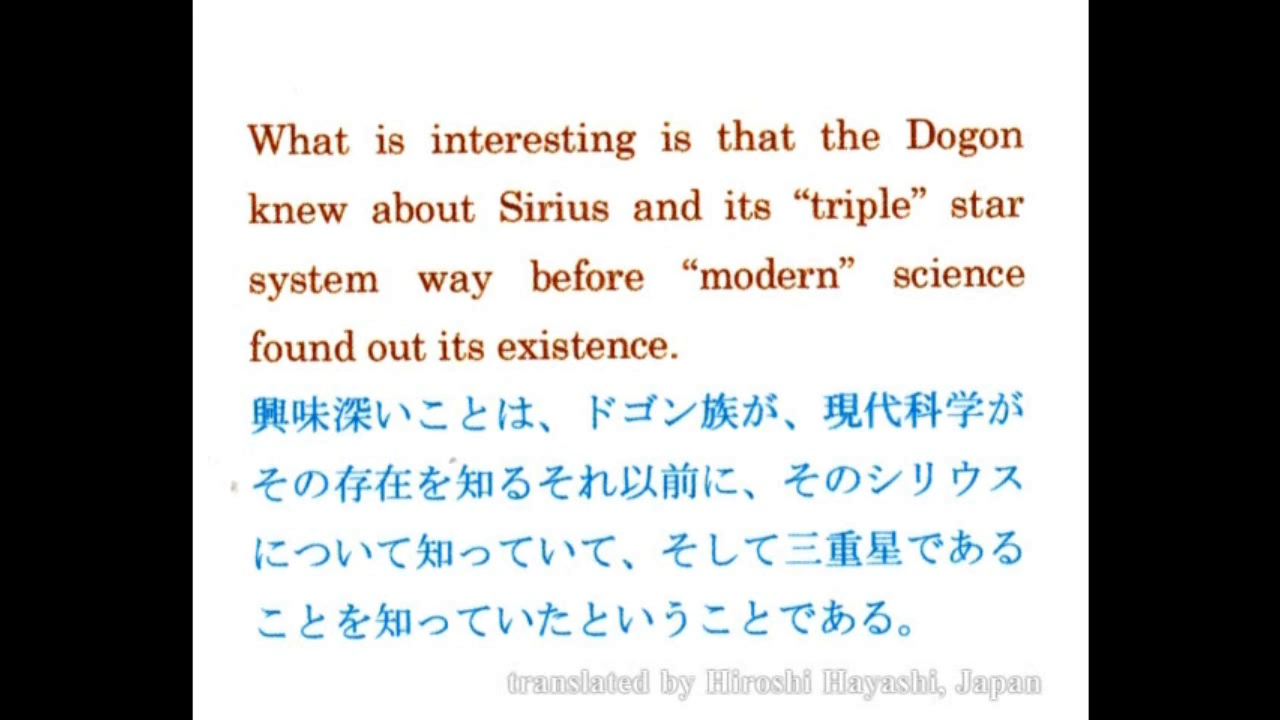 What is interesting is that the Dogon
knew about Sirius and its “triple” star
system way before “modern” science
found out its existence.
興味深いことは、ドゴン族が、現代科学が
その存在を知るそれ以前に、そのシリウス
について知っていて、そして三重星である
ことを知っていたということである。
translated by Hiroshi Hayashi, Japan